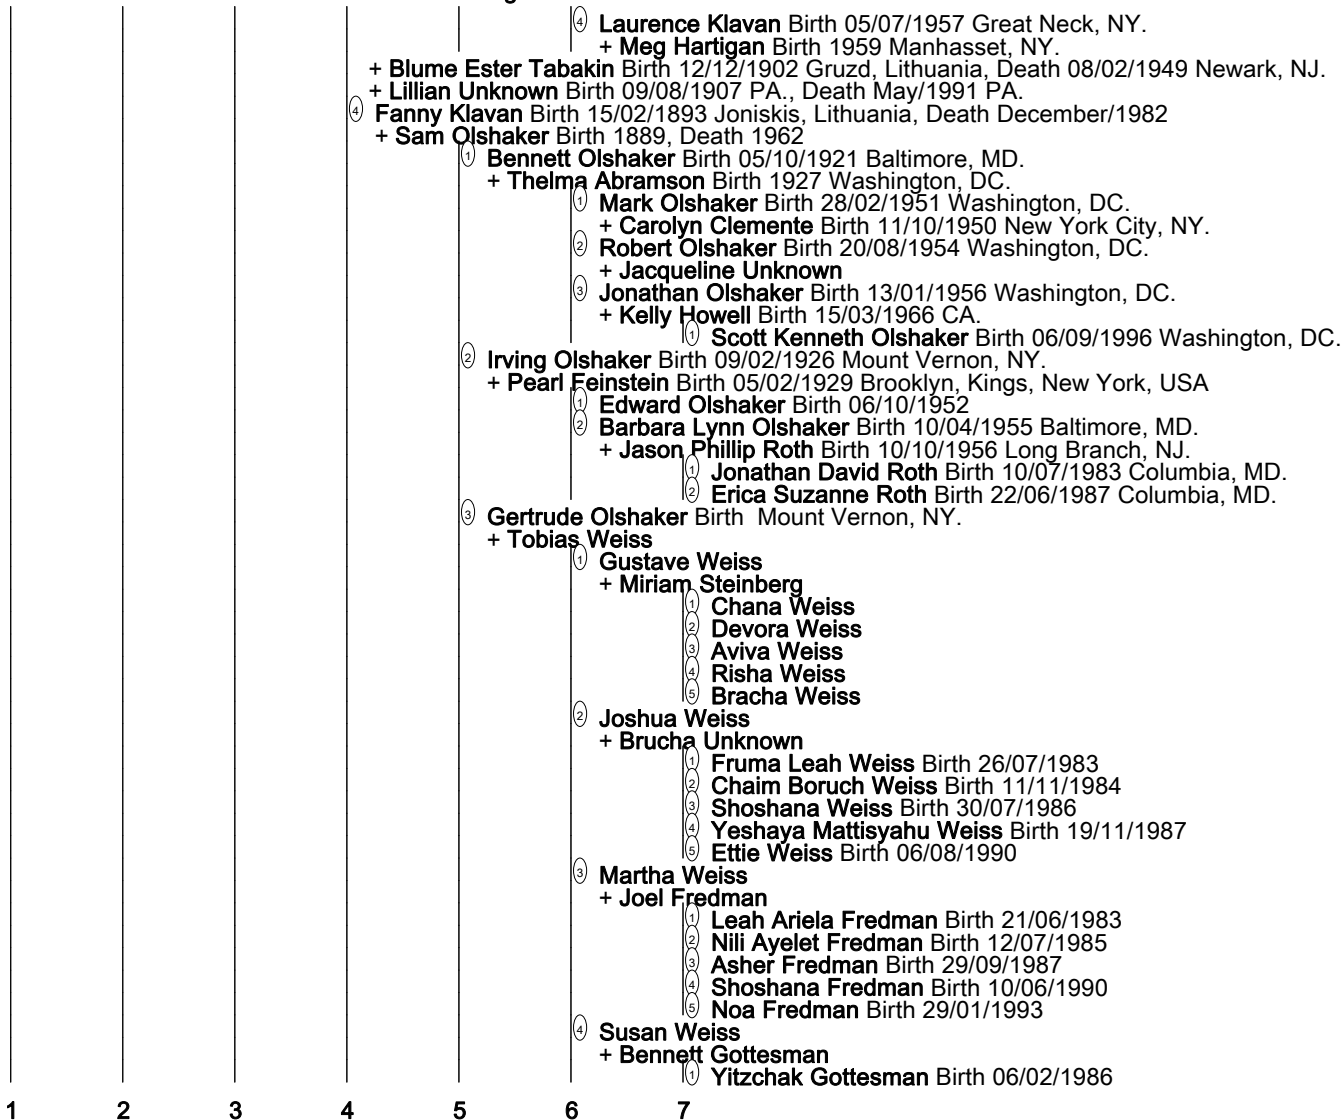 4 Laurence Klavan Birth 05/07/1957 Great Neck, NY.
+ Meg Hartigan Birth 1959 Manhasset, NY.
+ Blume Ester Tabakin Birth 12/12/1902 Gruzd, Lithuania, Death 08/02/1949 Newark, NJ.
+ Lillian Unknown Birth 09/08/1907 PA., Death May/1991 PA.
4 Fanny Klavan Birth 15/02/1893 Joniskis, Lithuania, Death December/1982
+ Sam Olshaker Birth 1889, Death 1962
1 Bennett Olshaker Birth 05/10/1921 Baltimore, MD.
+ Thelma Abramson Birth 1927 Washington, DC.
1 Mark Olshaker Birth 28/02/1951 Washington, DC.
+ Carolyn Clemente Birth 11/10/1950 New York City, NY.
2 Robert Olshaker Birth 20/08/1954 Washington, DC.
+ Jacqueline Unknown
3 Jonathan Olshaker Birth 13/01/1956 Washington, DC.
+ Kelly Howell Birth 15/03/1966 CA.
1 Scott Kenneth Olshaker Birth 06/09/1996 Washington, DC.
2 Irving Olshaker Birth 09/02/1926 Mount Vernon, NY.
+ Pearl Feinstein Birth 05/02/1929 Brooklyn, Kings, New York, USA
1 Edward Olshaker Birth 06/10/1952
2 Barbara Lynn Olshaker Birth 10/04/1955 Baltimore, MD.
+ Jason Phillip Roth Birth 10/10/1956 Long Branch, NJ.
1 Jonathan David Roth Birth 10/07/1983 Columbia, MD.
2 Erica Suzanne Roth Birth 22/06/1987 Columbia, MD.
3 Gertrude Olshaker Birth Mount Vernon, NY.
+ Tobias Weiss
1 Gustave Weiss
+ Miriam Steinberg
1 Chana Weiss
2 Devora Weiss
3 Aviva Weiss
4 Risha Weiss
5 Bracha Weiss
2 Joshua Weiss
+ Brucha Unknown
1 Fruma Leah Weiss Birth 26/07/1983
2 Chaim Boruch Weiss Birth 11/11/1984
3 Shoshana Weiss Birth 30/07/1986
4 Yeshaya Mattisyahu Weiss Birth 19/11/1987
5 Ettie Weiss Birth 06/08/1990
3 Martha Weiss
+ Joel Fredman
1 Leah Ariela Fredman Birth 21/06/1983
2 Nili Ayelet Fredman Birth 12/07/1985
3 Asher Fredman Birth 29/09/1987
4 Shoshana Fredman Birth 10/06/1990
5 Noa Fredman Birth 29/01/1993
4 Susan Weiss
+ Bennett Gottesman
1 Yitzchak Gottesman Birth 06/02/1986
1 2 3 4 5 6 7